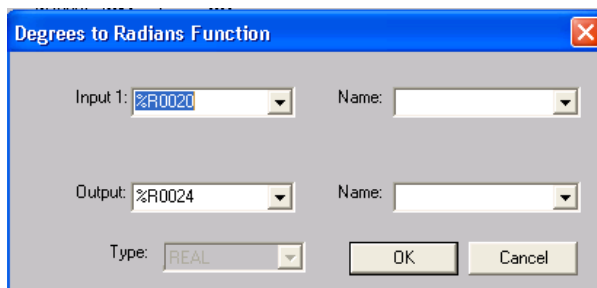 Degrees to Radians Function
Input 1: %R0020 Name:
Output: %R0024 Name:
Type: REAL OK Cancel